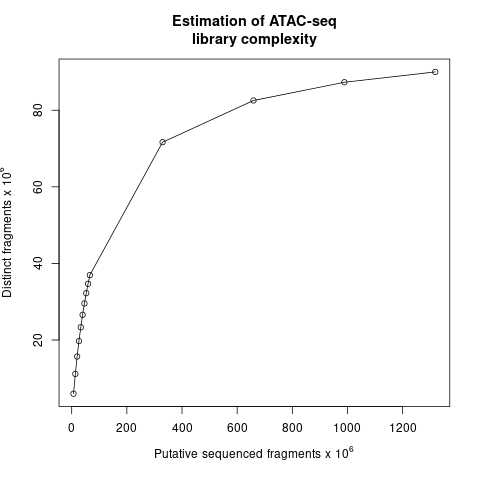 Estimation of ATAC-seq
library complexity
Distinct fragments x 10⁶
80
60
40
20
0 200 400 600 800 1000 1200
Putative sequenced fragments x 10⁶